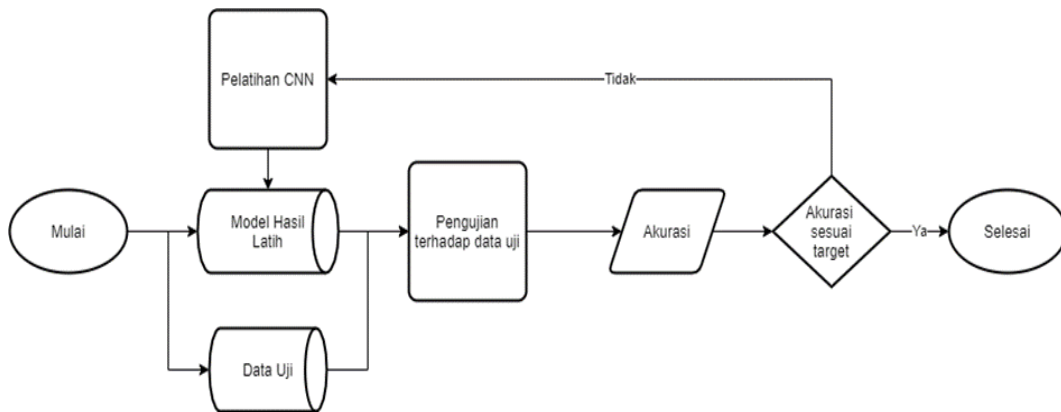 Pelatihan CNN
Tidak
Mulai
Model Hasil
Latih
Pengujian
terhadap data uji
Akurasi
Akurasi
sesuai
target
Ya
Selesai
Data Uji